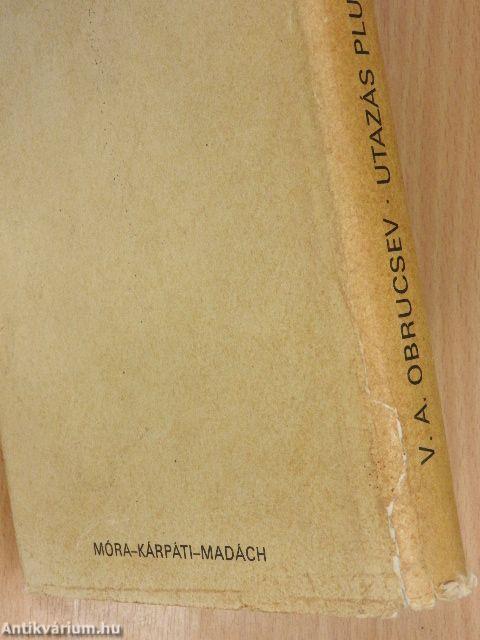 V. A. OBRUCSEV · UTAZÁS PLU
MÓRA–KÁRPÁTI–MADÁCH
Antikvárium.hu